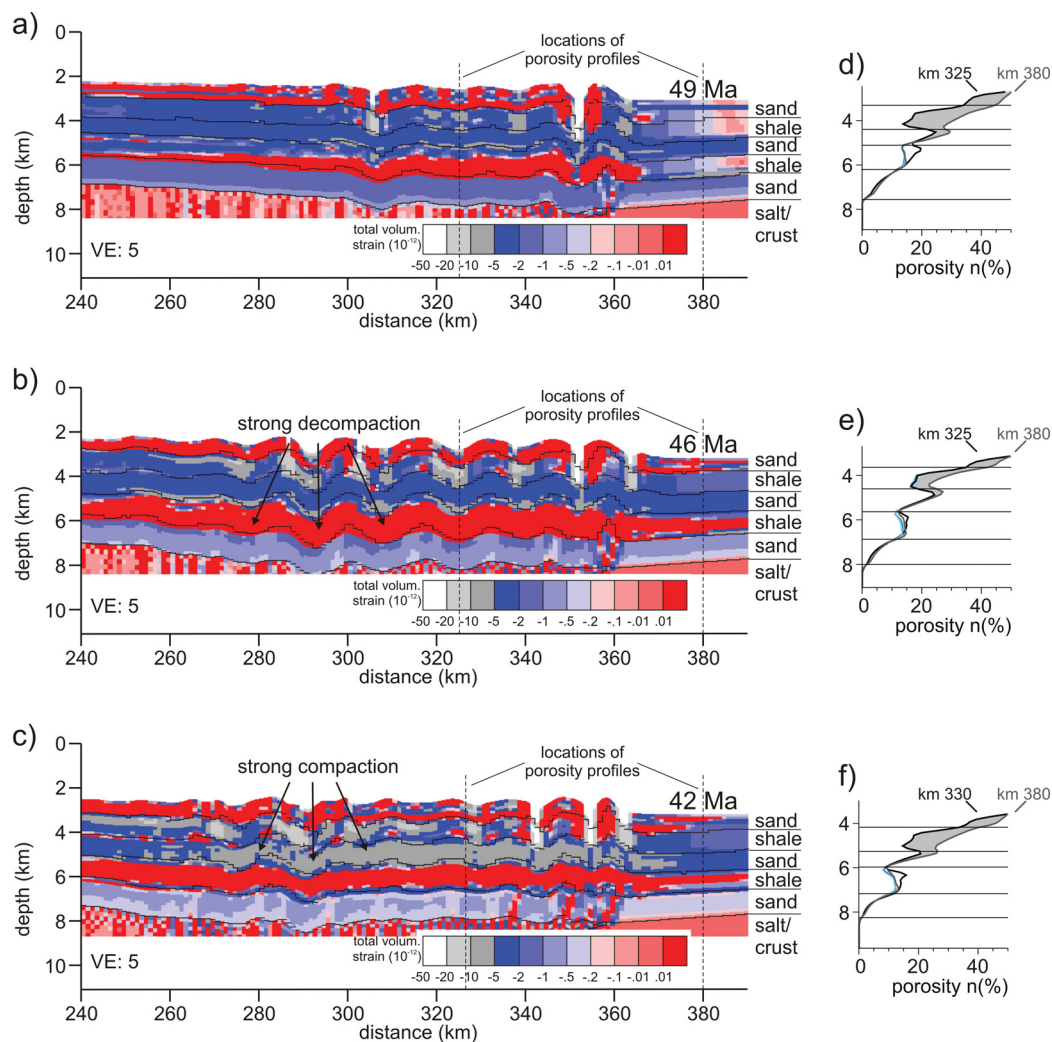 a)
0
2
4
6
8
10
depth (km)
locations of
porosity profiles
49 Ma
sand
shale
sand
shale
sand
salt/
crust
VE: 5
total volum.
strain (10-12)
-50 -20 -10 -5 -2 -1 -.5 -.2 -.1 -.01 .01
240 260 280 300 320 340 360 380
distance (km)
d)
km 325
km 380
4
6
8
0 20 40
porosity n(%)
b)
0
2
4
6
8
10
depth (km)
strong decompaction
locations of
porosity profiles
46 Ma
sand
shale
sand
shale
sand
salt/
crust
VE: 5
total volum.
strain (10-12)
-50 -20 -10 -5 -2 -1 -.5 -.2 -.1 -.01 .01
240 260 280 300 320 340 360 380
distance (km)
e)
km 325
km 380
4
6
8
0 20 40
porosity n(%)
c)
0
2
4
6
8
10
depth (km)
strong compaction
locations of
porosity profiles
42 Ma
sand
shale
sand
shale
sand
salt/
crust
VE: 5
total volum.
strain (10-12)
-50 -20 -10 -5 -2 -1 -.5 -.2 -.1 -.01 .01
240 260 280 300 320 340 360 380
distance (km)
f)
km 330
km 380
4
6
8
0 20 40
porosity n(%)